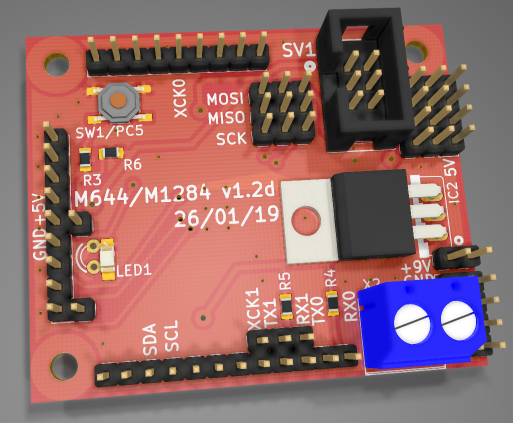 SV1
XCK0
MOSI
MISO
SCK
SW1/PC5
R6
R3
M644/M1284 v1.2d
26/01/19
IC2 5V
GND+5V
LED1
+9V
R5
R4
XCK1
TX1
RX1
TX0
RX0
SDA
SCL